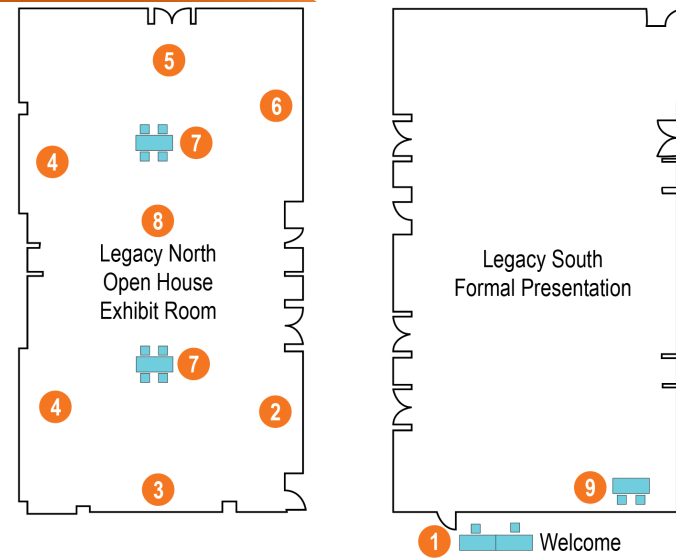 5
6
7
4
8
Legacy North
Open House
Exhibit Room
7
4
2
3
Legacy South
Formal Presentation
9
1
Welcome